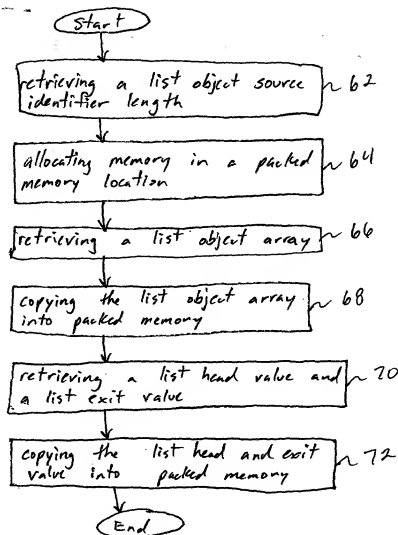 Start
retrieving a list object source
identifier length
62
allocating memory in a packed
memory location
64
retrieving a list object array
66
copying the list object array
into packed memory
68
retrieving a list head value and
a list exit value
70
copying the list head and exit
value into packed memory
72
End